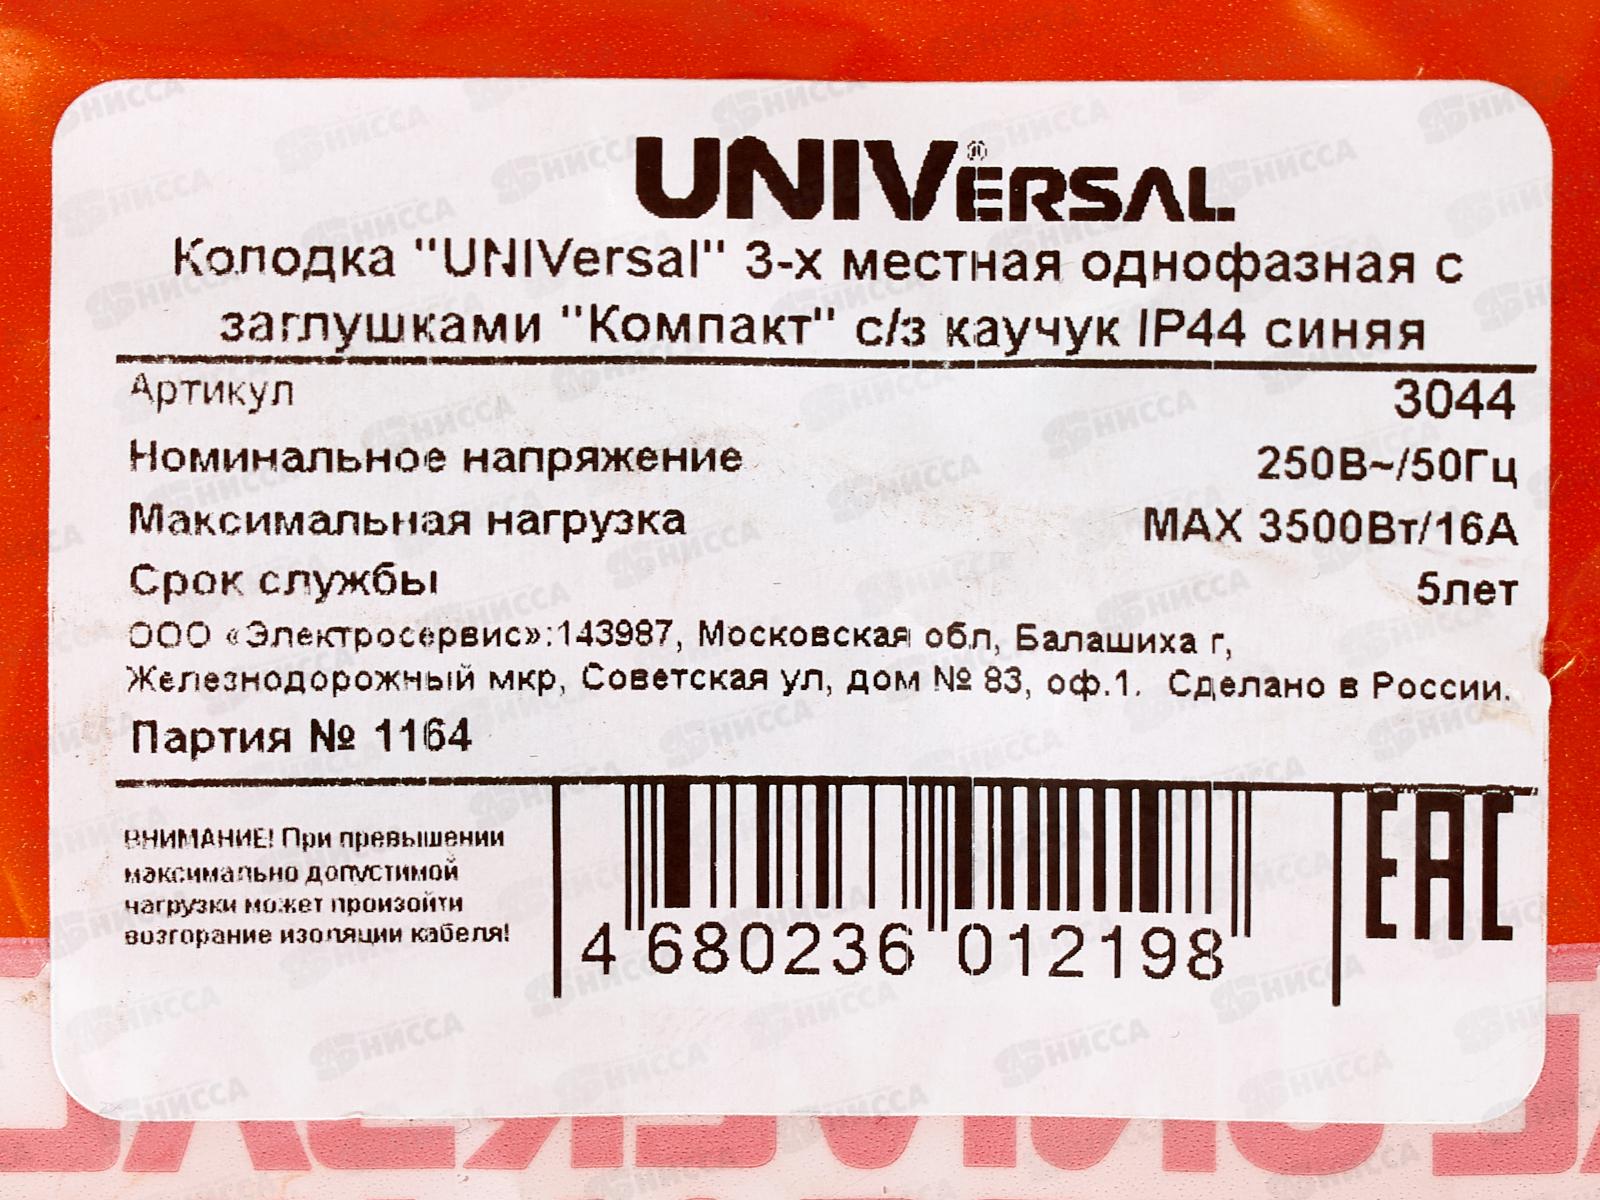 UNIVERSAL®
Колодка "UNIVersal" 3-х местная однофазная с
заглушками "Компакт" с/з каучук IP44 синяя
Артикул 3044
Номинальное напряжение 250В~/50Гц
Максимальная нагрузка MAX 3500Вт/16А
Срок службы 5лет
ООО «Электросервис»:143987, Московская обл, Балашиха г,
Железнодорожный мкр, Советская ул, дом № 83, оф.1. Сделано в России.
Партия № 1164
ВНИМАНИЕ! При превышении
максимально допустимой
нагрузки может произойти
возгорание изоляции кабеля!
4 680236 012198
EAC